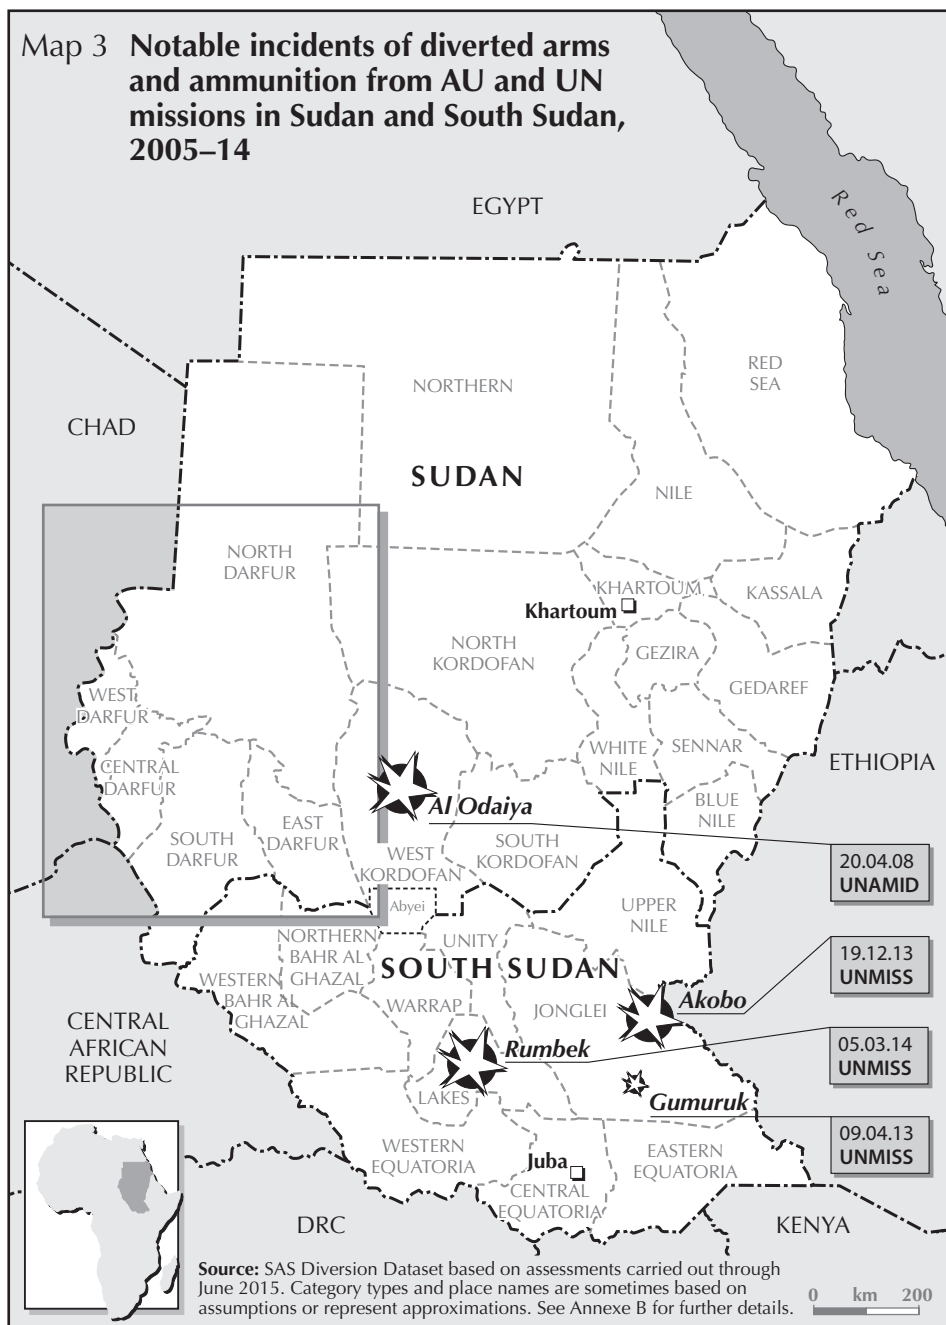 Map 3 Notable incidents of diverted arms
and ammunition from AU and UN
missions in Sudan and South Sudan,
2005–14
EGYPT
Red Sea
RED
SEA
NORTHERN
CHAD
SUDAN
NILE
NORTH
DARFUR
KHARTOUM
KASSALA
Khartoum
NORTH
KORDOFAN
GEZIRA
GEDAREF
WEST
DARFUR
WHITE
NILE
SENNAR
ETHIOPIA
CENTRAL
DARFUR
BLUE
NILE
Al Odaiya
EAST
DARFUR
SOUTH
DARFUR
WEST
KORDOFAN
SOUTH
KORDOFAN
20.04.08
UNAMID
Abyei
UPPER
NILE
NORTHERN
BAHR AL
GHAZAL
UNITY
19.12.13
UNMISS
SOUTH SUDAN
WESTERN
BAHR AL
GHAZAL
WARRAP
JONGLEI
Akobo
CENTRAL
AFRICAN
REPUBLIC
Rumbek
05.03.14
UNMISS
LAKES
Gumuruk
09.04.13
UNMISS
WESTERN
EQUATORIA
Juba
EASTERN
EQUATORIA
CENTRAL
EQUATORIA
DRC
KENYA
Source: SAS Diversion Dataset based on assessments carried out through
June 2015. Category types and place names are sometimes based on
assumptions or represent approximations. See Annexe B for further details.
0 km 200